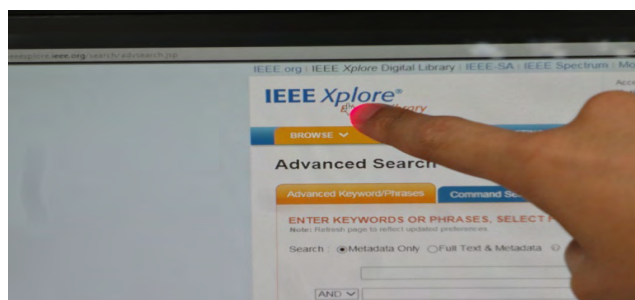 ieeexplore.ieee.org/search/advsearch.jsp
IEEE.org | IEEE Xplore Digital Library | IEEE-SA | IEEE Spectrum | Mo
IEEE Xplore®
BROWSE
Advanced Search
Advanced Keyword/Phrases
Command Se
ENTER KEYWORDS OR PHRASES, SELECT F
Note: Refresh page to reflect updated preferences.
Search
Metadata Only
Full Text & Metadata
AND